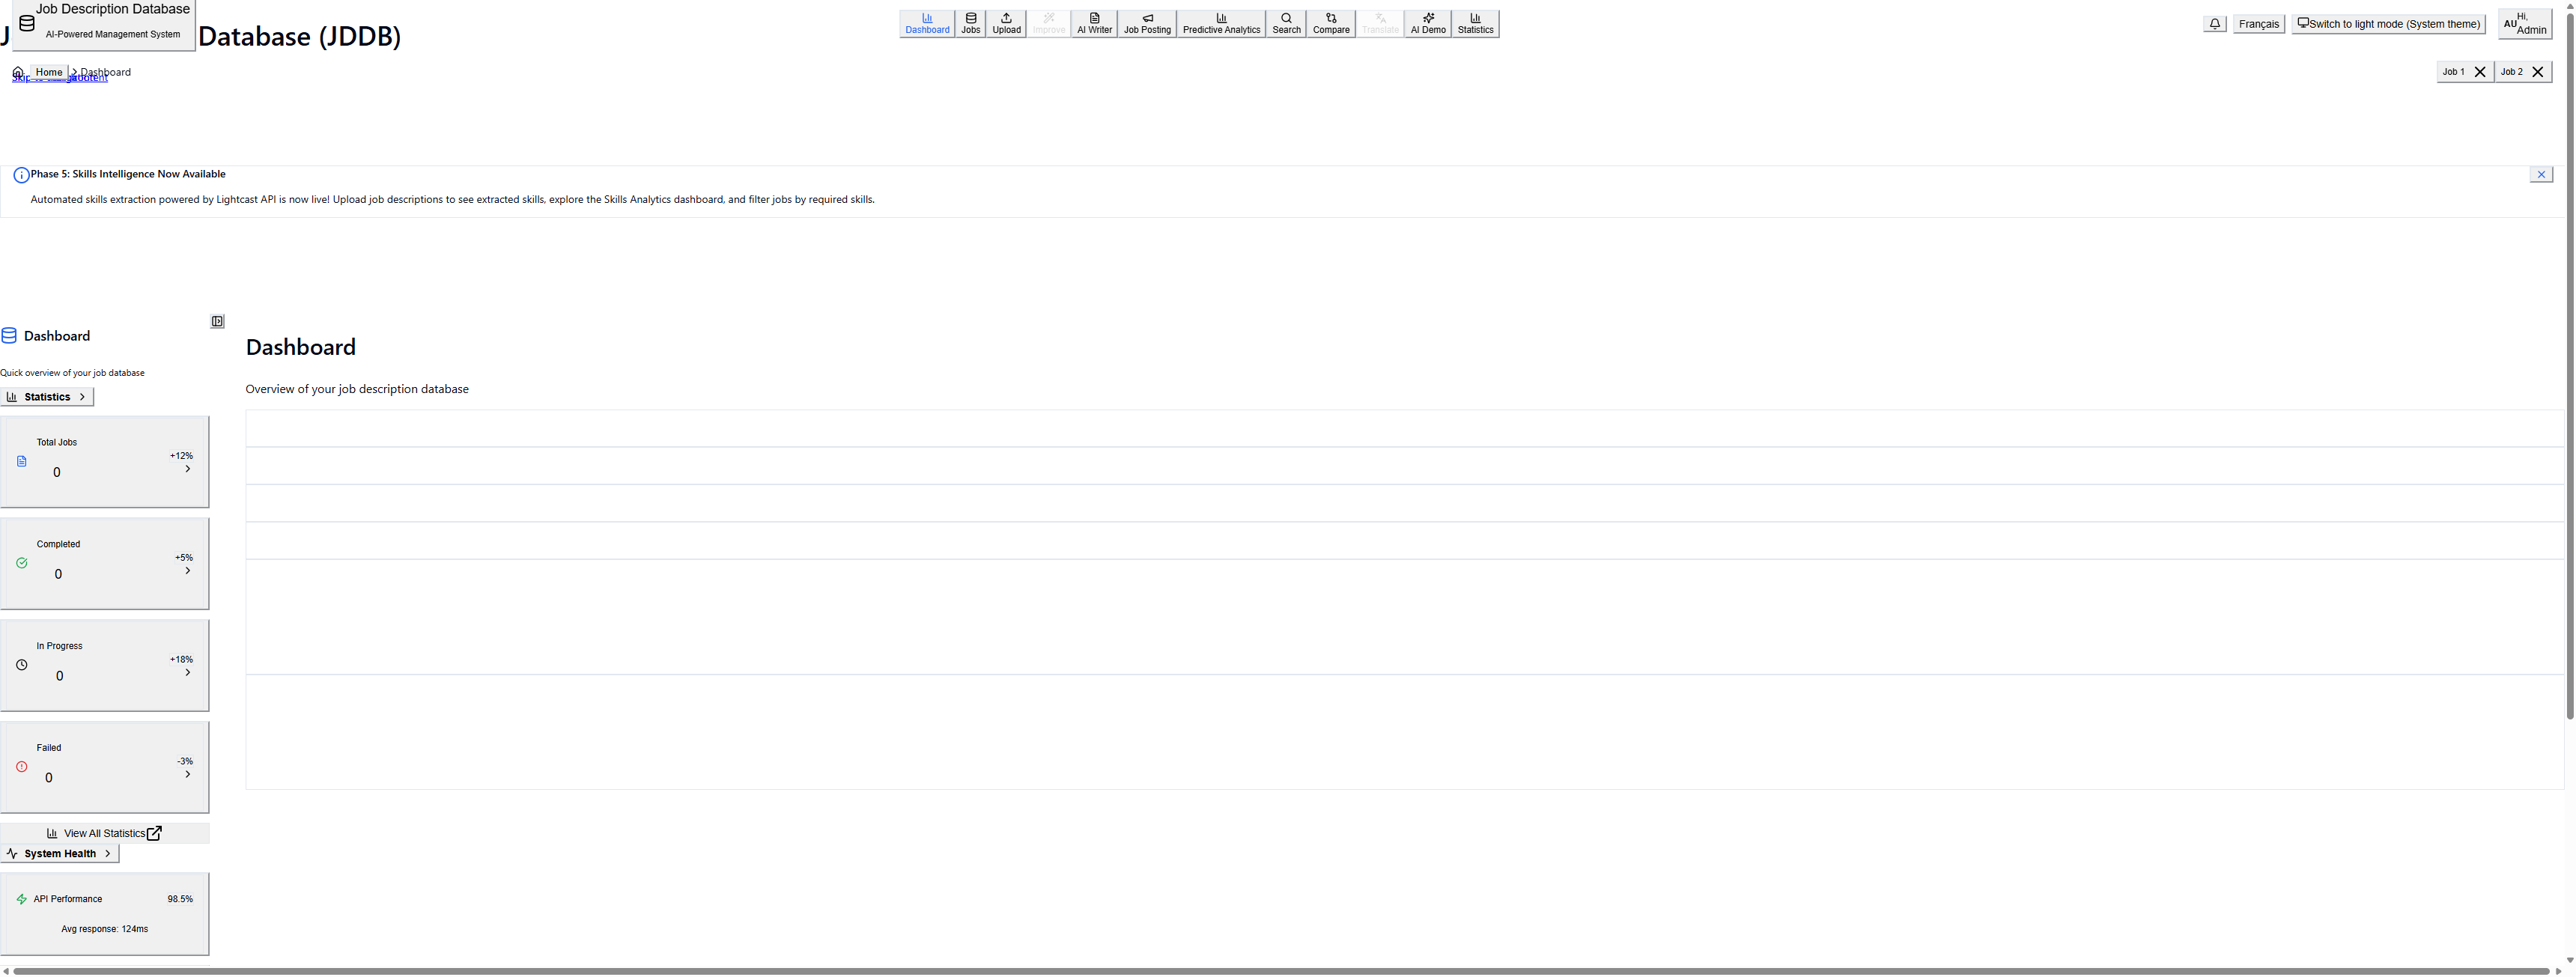 Job Description Database
AI-Powered Management System
J
Database (JDDB)
Dashboard
Jobs
Upload
Improve
AI Writer
Job Posting
Predictive Analytics
Search
Compare
Translate
AI Demo
Statistics
Français
Switch to light mode (System theme)
AU
Hi,
Admin
Home
Dashboard
Job 1
Job 2
Phase 5: Skills Intelligence Now Available
Automated skills extraction powered by Lightcast API is now live! Upload job descriptions to see extracted skills, explore the Skills Analytics dashboard, and filter jobs by required skills.
Dashboard
Quick overview of your job database
Statistics
Total Jobs
0
+12%
Completed
0
+5%
In Progress
0
+18%
Failed
0
-3%
View All Statistics
System Health
API Performance
98.5%
Avg response: 124ms
Dashboard
Overview of your job description database